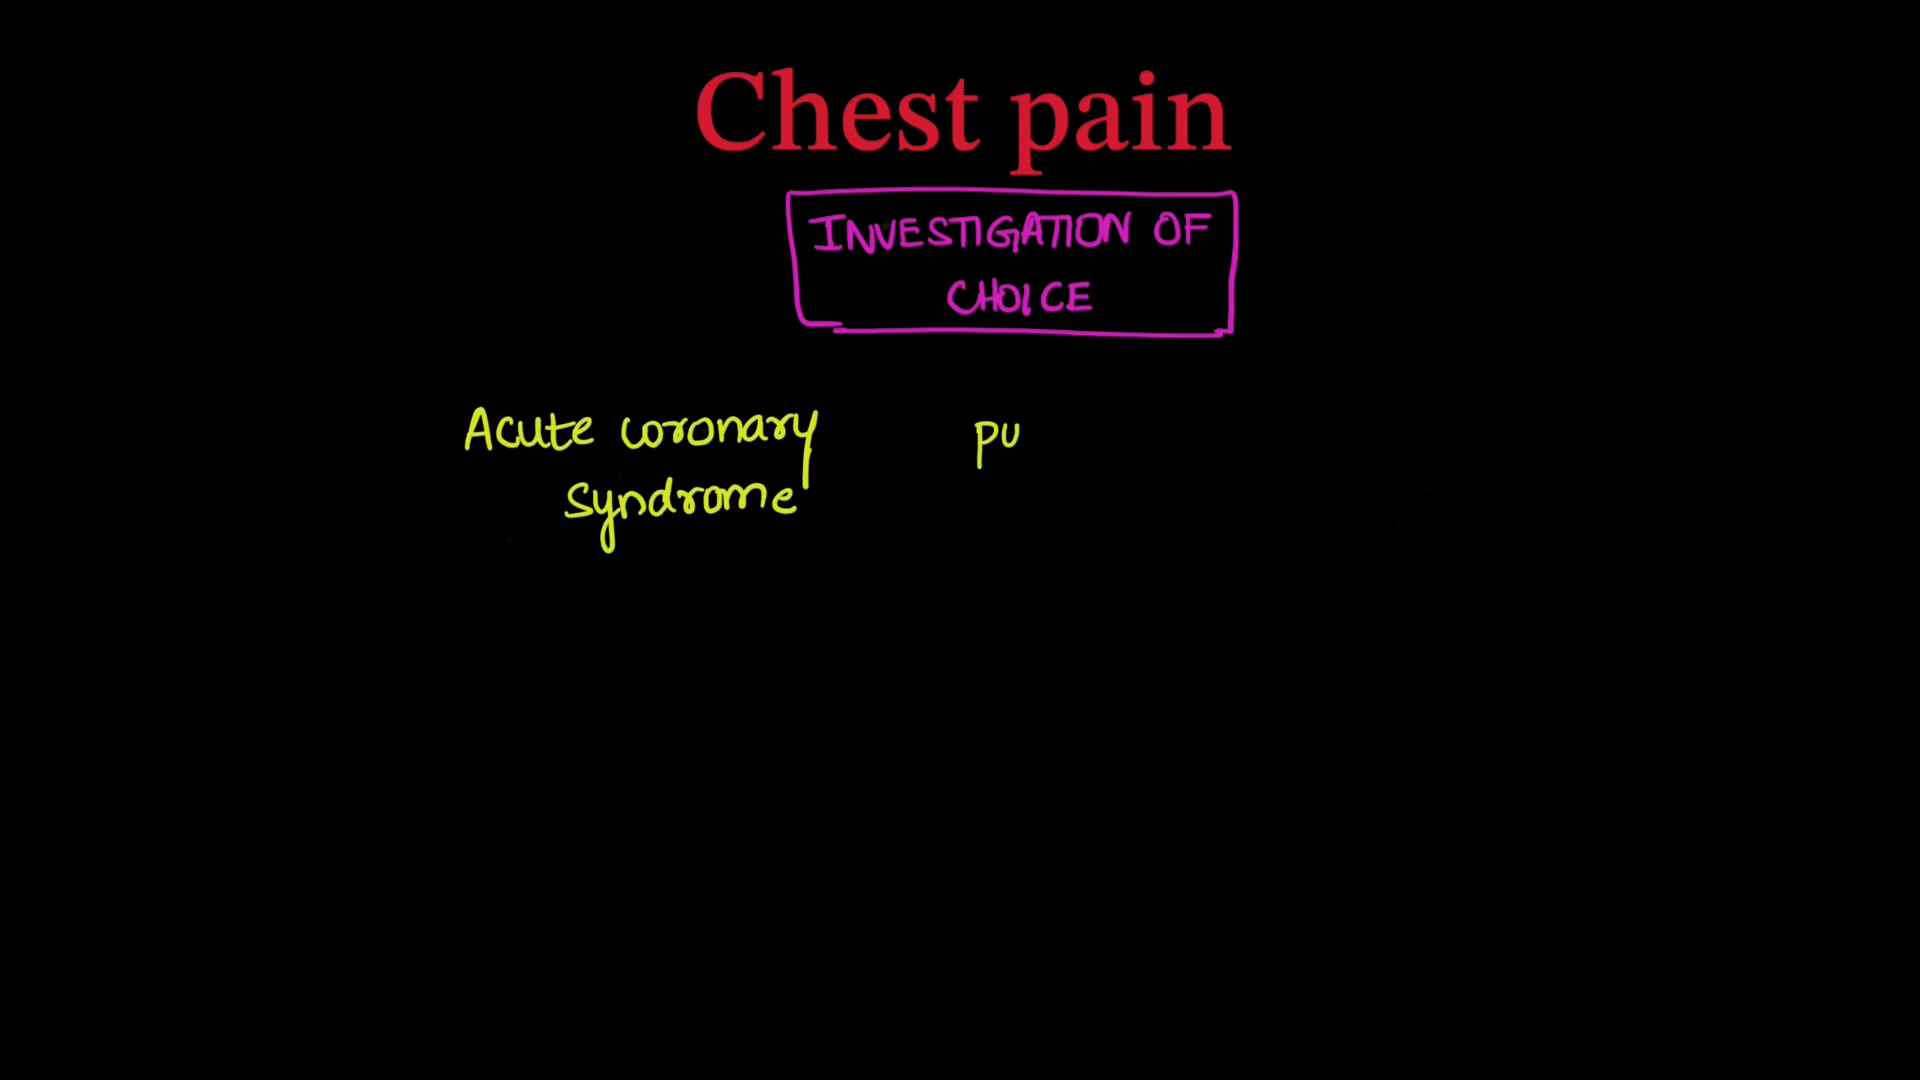 Chest pain
INVESTIGATION OF
CHOICE
Acute coronary pu
Syndrome